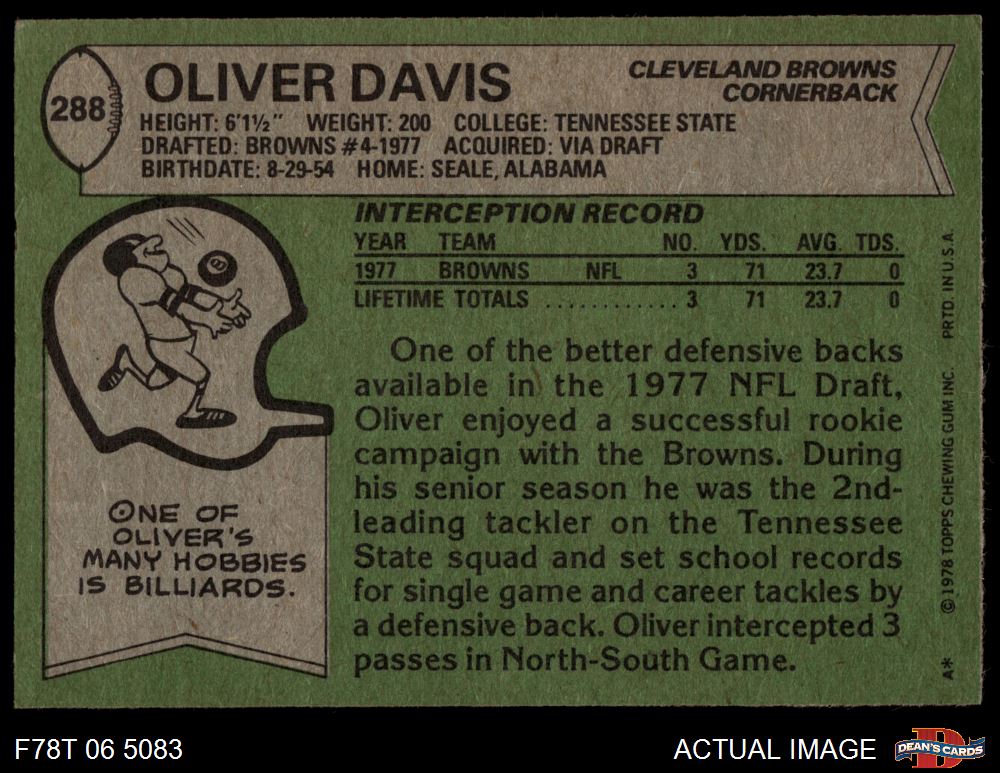 288
OLIVER DAVIS
CLEVELAND BROWNS
CORNERBACK
HEIGHT: 6'1½" WEIGHT: 200 COLLEGE: TENNESSEE STATE
DRAFTED: BROWNS #4-1977 ACQUIRED: VIA DRAFT
BIRTHDATE: 8-29-54 HOME: SEALE, ALABAMA
INTERCEPTION RECORD
YEAR TEAM NO. YDS. AVG. TDS.
1977 BROWNS NFL 3 71 23.7 0
LIFETIME TOTALS ............ 3 71 23.7 0
8
ONE OF
OLIVER'S
MANY HOBBIES
IS BILLIARDS.
One of the better defensive backs
available in the 1977 NFL Draft,
Oliver enjoyed a successful rookie
campaign with the Browns. During
his senior season he was the 2nd-
leading tackler on the Tennessee
State squad and set school records
for single game and career tackles by
a defensive back. Oliver intercepted 3
passes in North-South Game.
A* © 1978 TOPPS CHEWING GUM INC. PRTD. IN U.S.A.
F78T 06 5083
ACTUAL IMAGE
D
DEAN'S CARDS